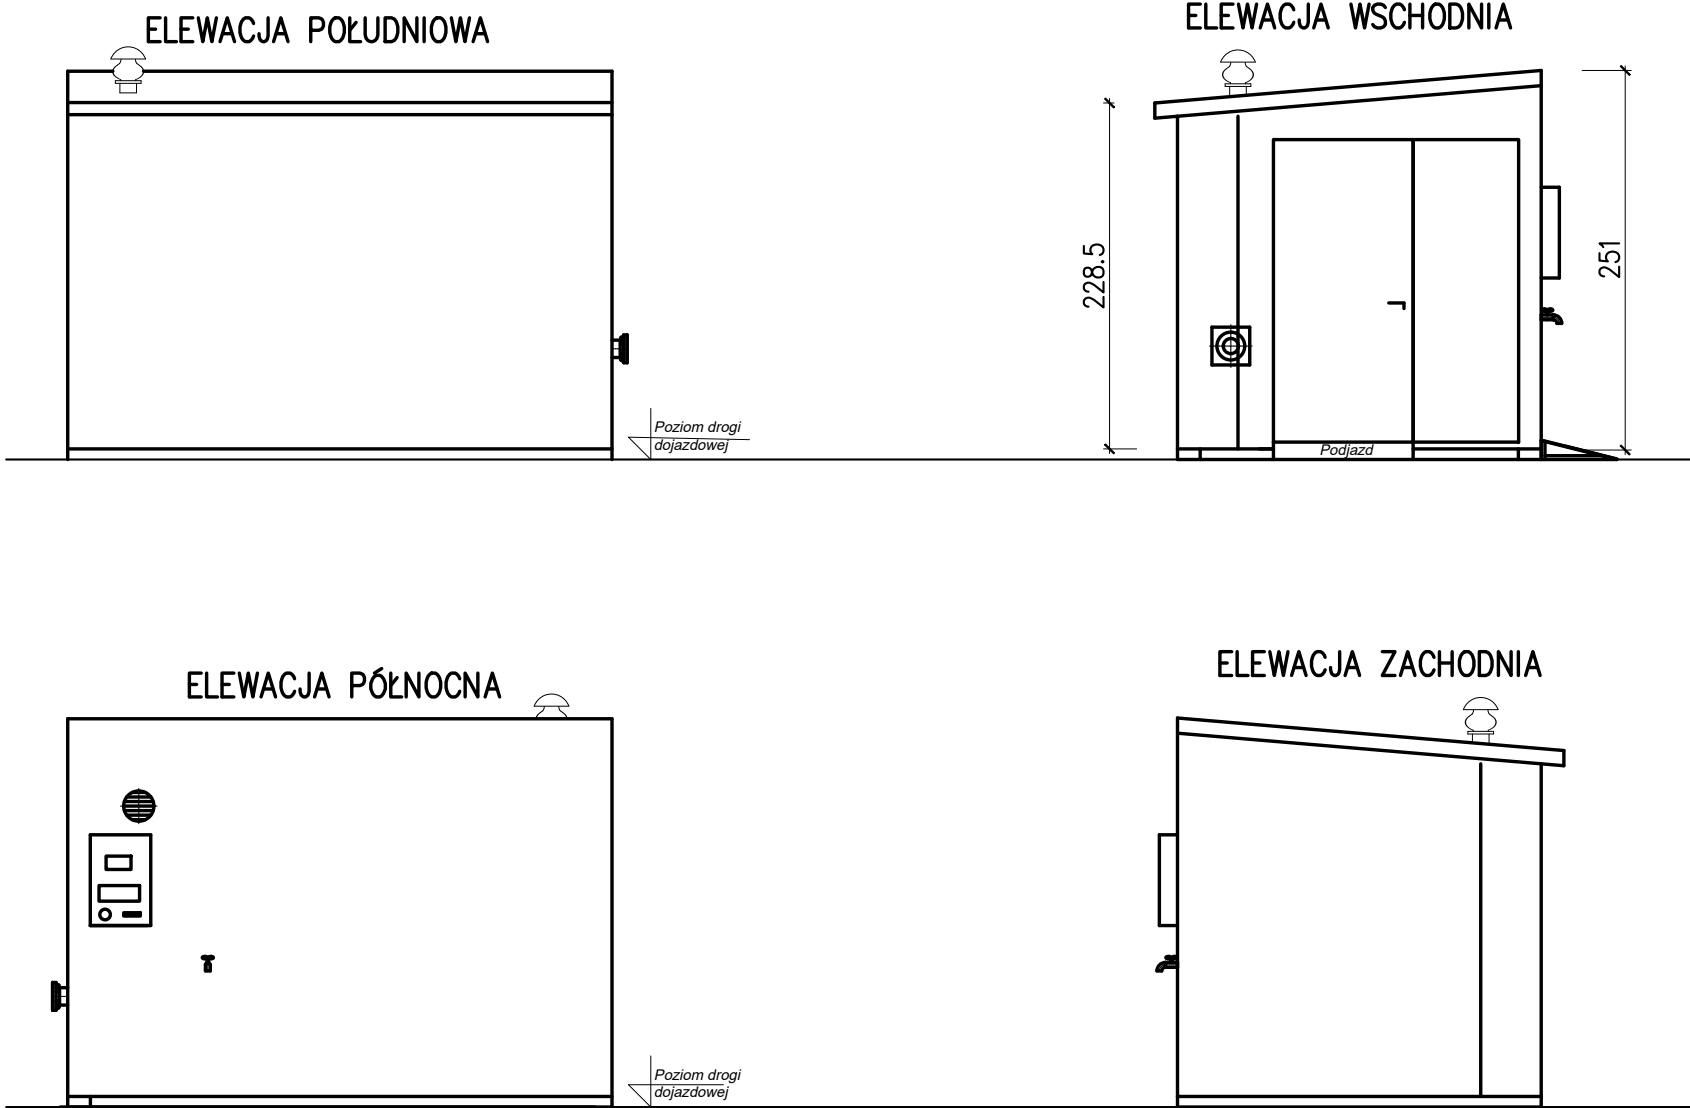 ELEWACJA POŁUDNIOWA
ELEWACJA WSCHODNIA
228.5
251
Poziom drogi
dojazdowej
Podjazd
ELEWACJA PÓŁNOCNA
ELEWACJA ZACHODNIA
Poziom drogi
dojazdowej